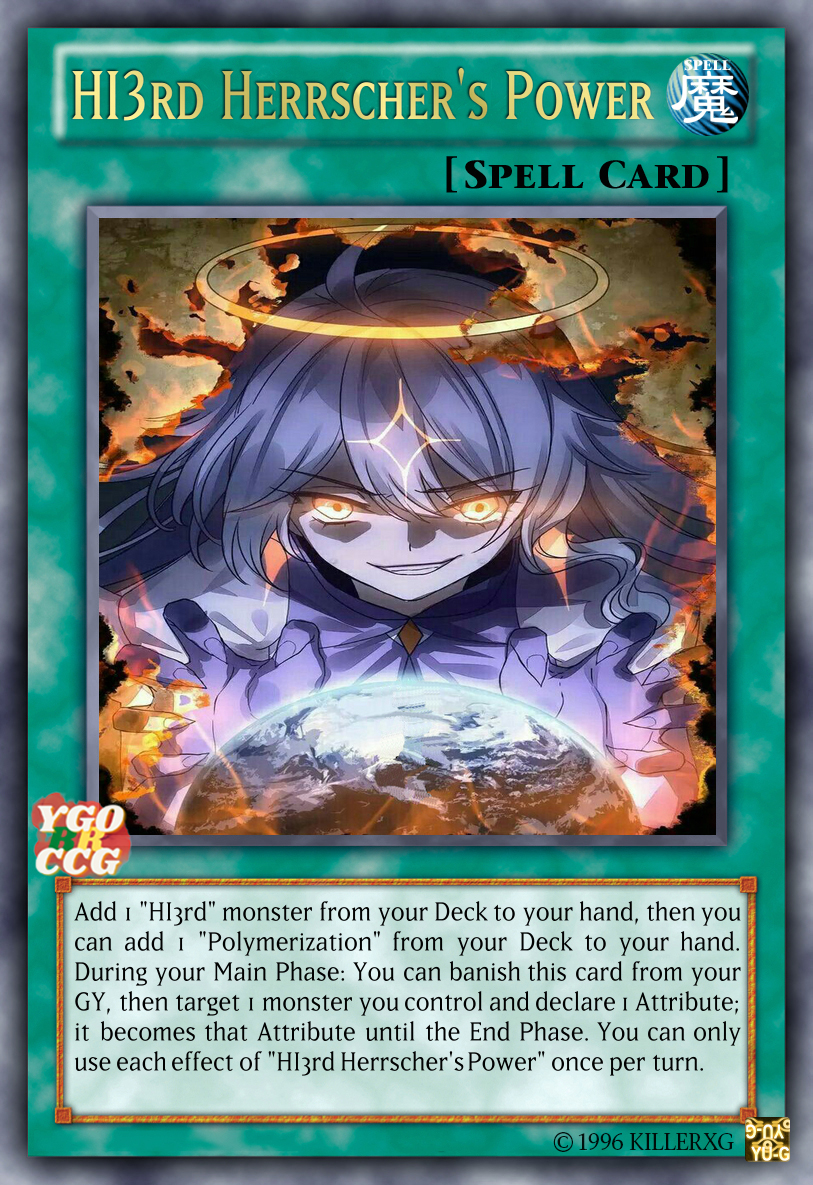 HI3RD HERRSCHER'S POWER
SPELL
魔
[SPELL CARD]
YGO
BR
CCG
Add 1 "HI3rd" monster from your Deck to your hand, then you
can add 1 "Polymerization" from your Deck to your hand.
During your Main Phase: You can banish this card from your
GY, then target 1 monster you control and declare 1 Attribute;
it becomes that Attribute until the End Phase. You can only
use each effect of "HI3rd Herrscher's Power" once per turn.
© 1996 KILLERXG
YU-G